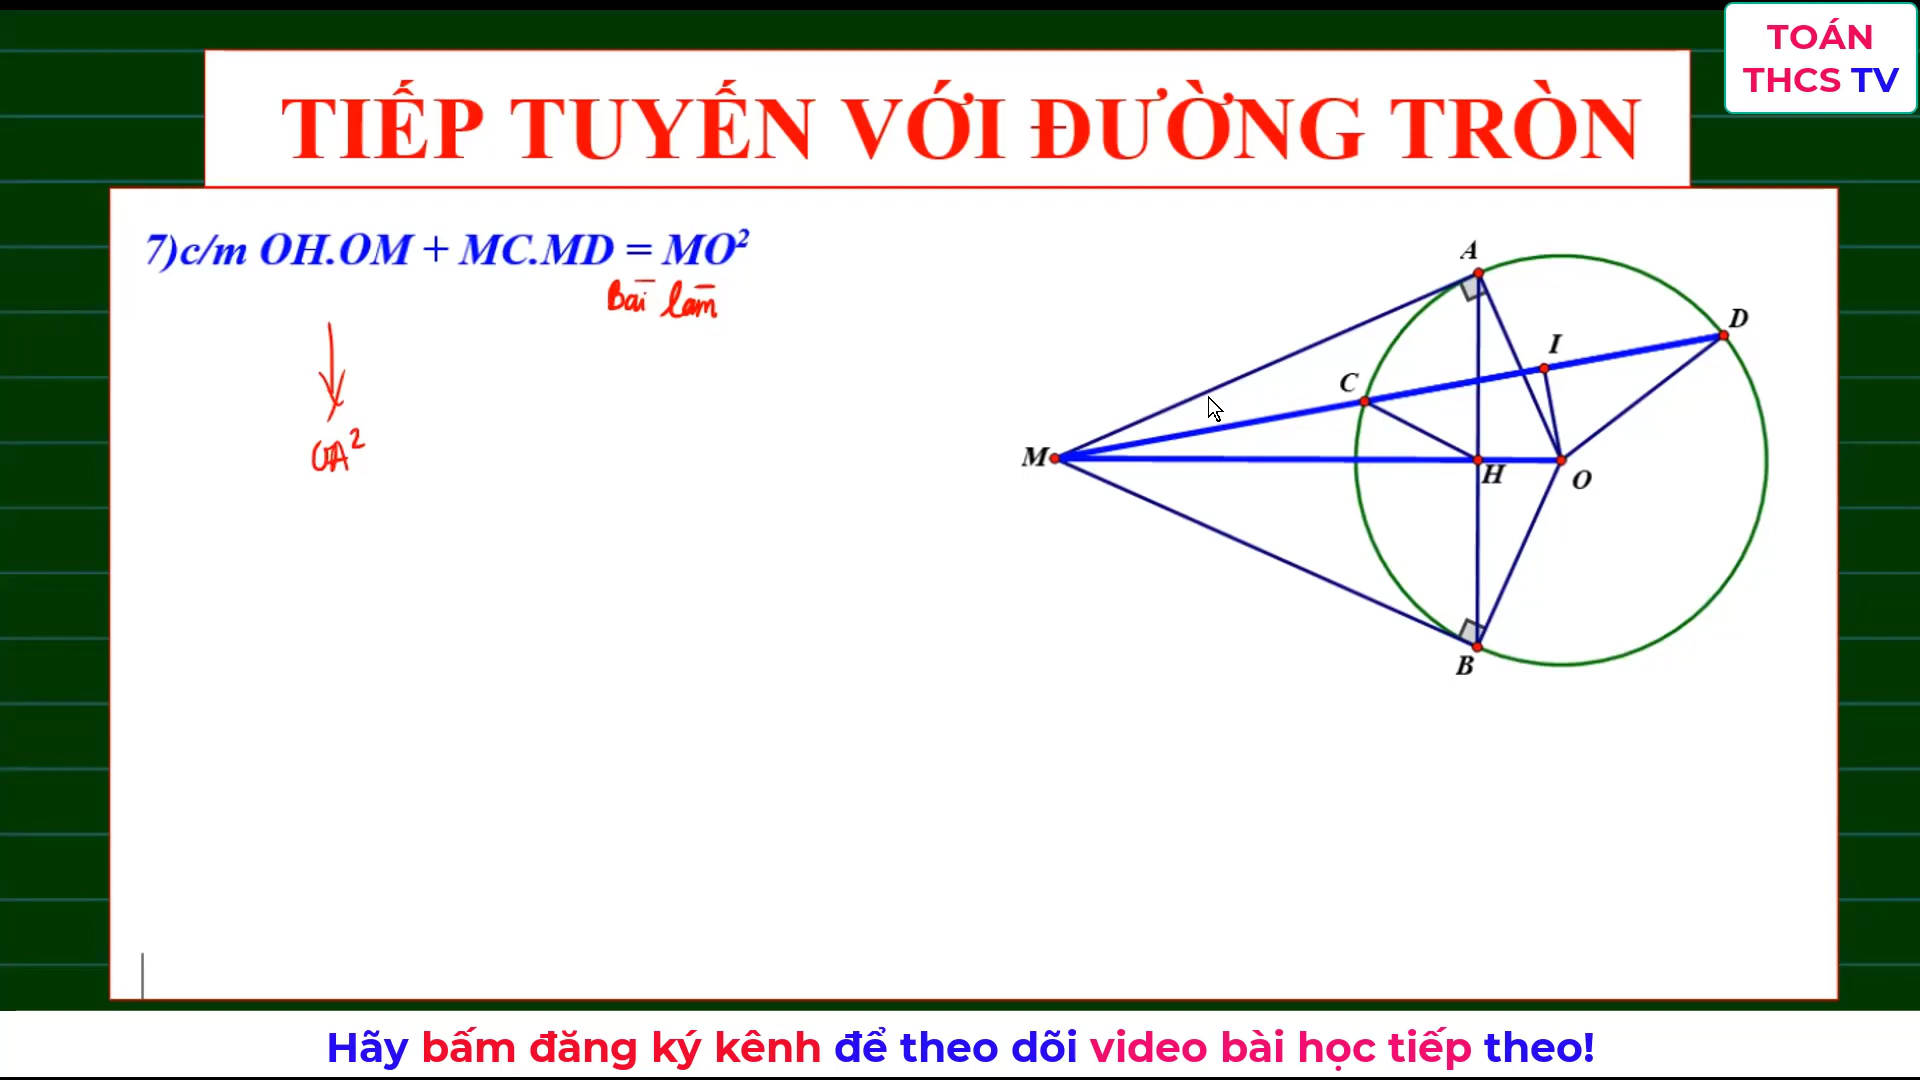 TOÁN
THCS TV
TIẾP TUYẾN VỚI ĐƯỜNG TRÒN
7)c/m OH.OM + MC.MD = MO²
Bài làm
OA²
A
D
I
C
M
H
O
B
Hãy bấm đăng ký kênh để theo dõi video bài học tiếp theo!